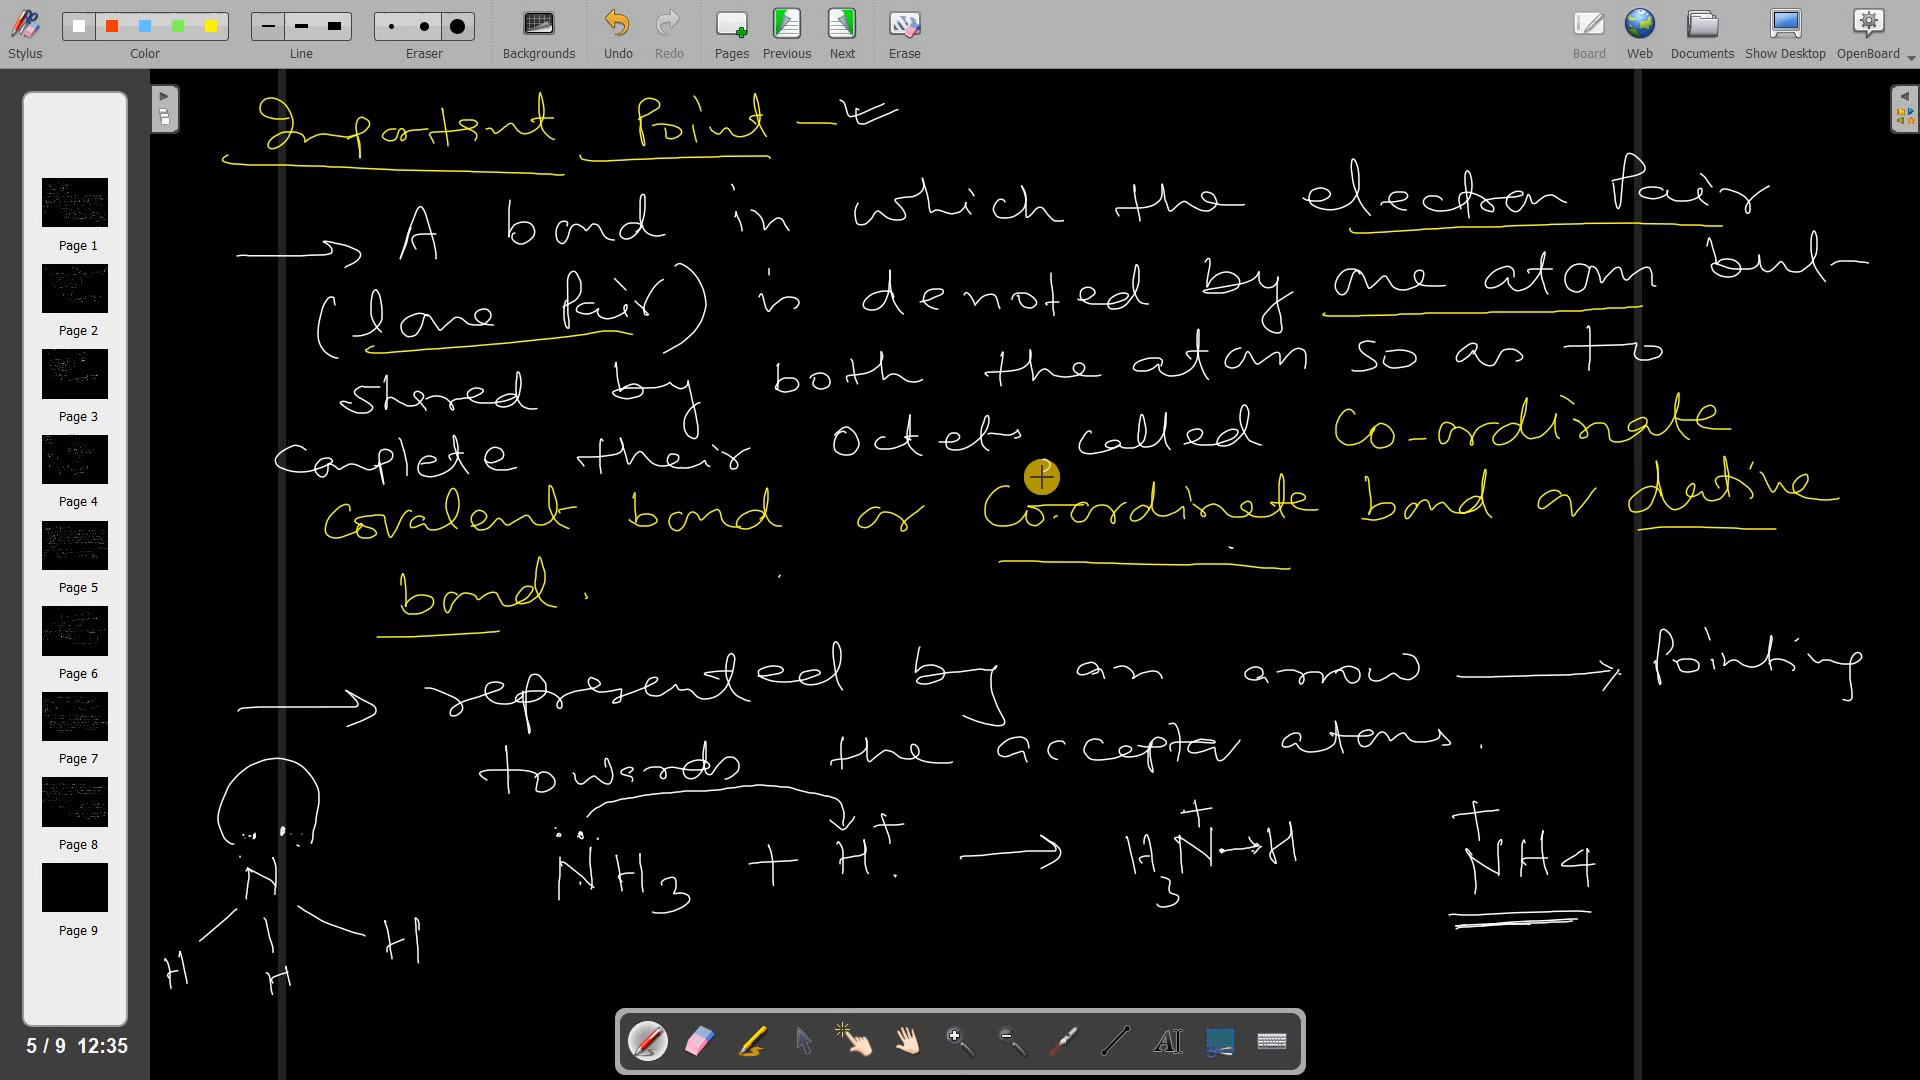 Stylus Color Line Eraser Backgrounds Undo Redo Pages Previous Next Erase Board Web Documents Show Desktop OpenBoard
Important Point -
→ A bond in which the electron Pair
(lone Pair) is denoted by one atom but
shered by both the atom so as to
complete their octets called Co-ordinate
covalent bond or Co-ordinete bond or dative
bond.
→ represented by an arrow → Pointing
towards the acceptor atoms.
N̈H3 + H+ → H3N+→H +NH4
N
H H H
Page 1
Page 2
Page 3
Page 4
Page 5
Page 6
Page 7
Page 8
Page 9
5 / 9 12:35